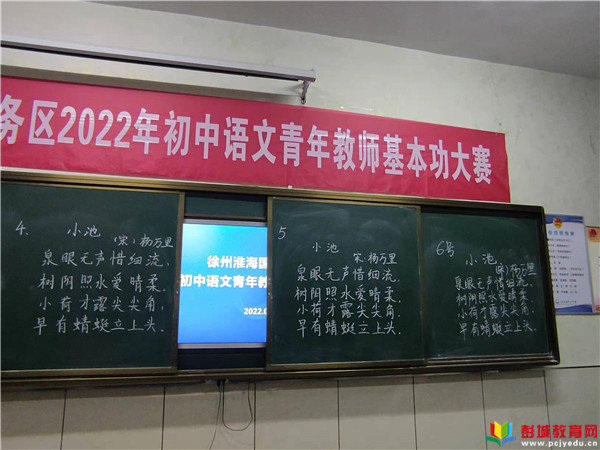 务区2022年初中语文青年教师基本功大赛
4. 小池
（宋）杨万里
泉眼无声惜细流，
树阴照水爱晴柔。
小荷才露尖尖角，
早有蜻蜓立上头。
徐州淮海国
初中语文青年教
2022.0
5
小池
宋·杨万里
泉眼无声惜细流，
树阴照水爱晴柔。
小荷才露尖尖角，
早有蜻蜓立上头。
6号
小池
（宋）杨万里
泉眼无声惜细流，
树阴照水爱晴柔。
小荷才露尖尖角，
早有蜻蜓立上头。
彭城教育网
www.pcjyedu.cn